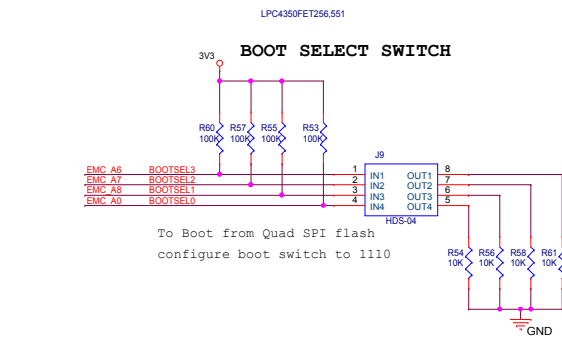 LPC4350FET256,551
BOOT SELECT SWITCH
3V3
R60 100K
R57 100K
R55 100K
R53 100K
J9
EMC_A6 BOOTSEL3 1 IN1 OUT1 8
EMC_A7 BOOTSEL2 2 IN2 OUT2 7
EMC_A8 BOOTSEL1 3 IN3 OUT3 6
EMC_A0 BOOTSEL0 4 IN4 OUT4 5
HDS-04
To Boot from Quad SPI flash
configure boot switch to 1110
R54 10K
R56 10K
R58 10K
R61 10K
GND